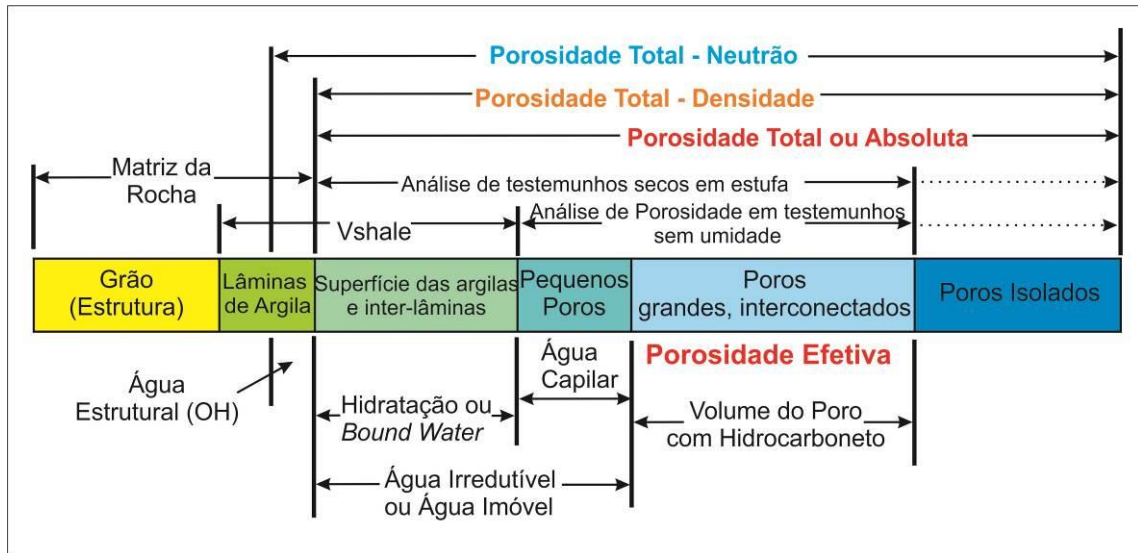 Porosidade Total - Neutrão
Porosidade Total - Densidade
Porosidade Total ou Absoluta
Matriz da
Rocha
Análise de testemunhos secos em estufa
Vshale
Análise de Porosidade em testemunhos
sem umidade
Grão
(Estrutura)
Lâminas
de Argila
Superfície das argilas
e inter-lâminas
Pequenos
Poros
Poros
grandes, interconectados
Poros Isolados
Água
Estrutural (OH)
Hidratação ou
Bound Water
Água
Capilar
Porosidade Efetiva
Volume do Poro
com Hidrocarboneto
Água Irredutível
ou Água Imóvel